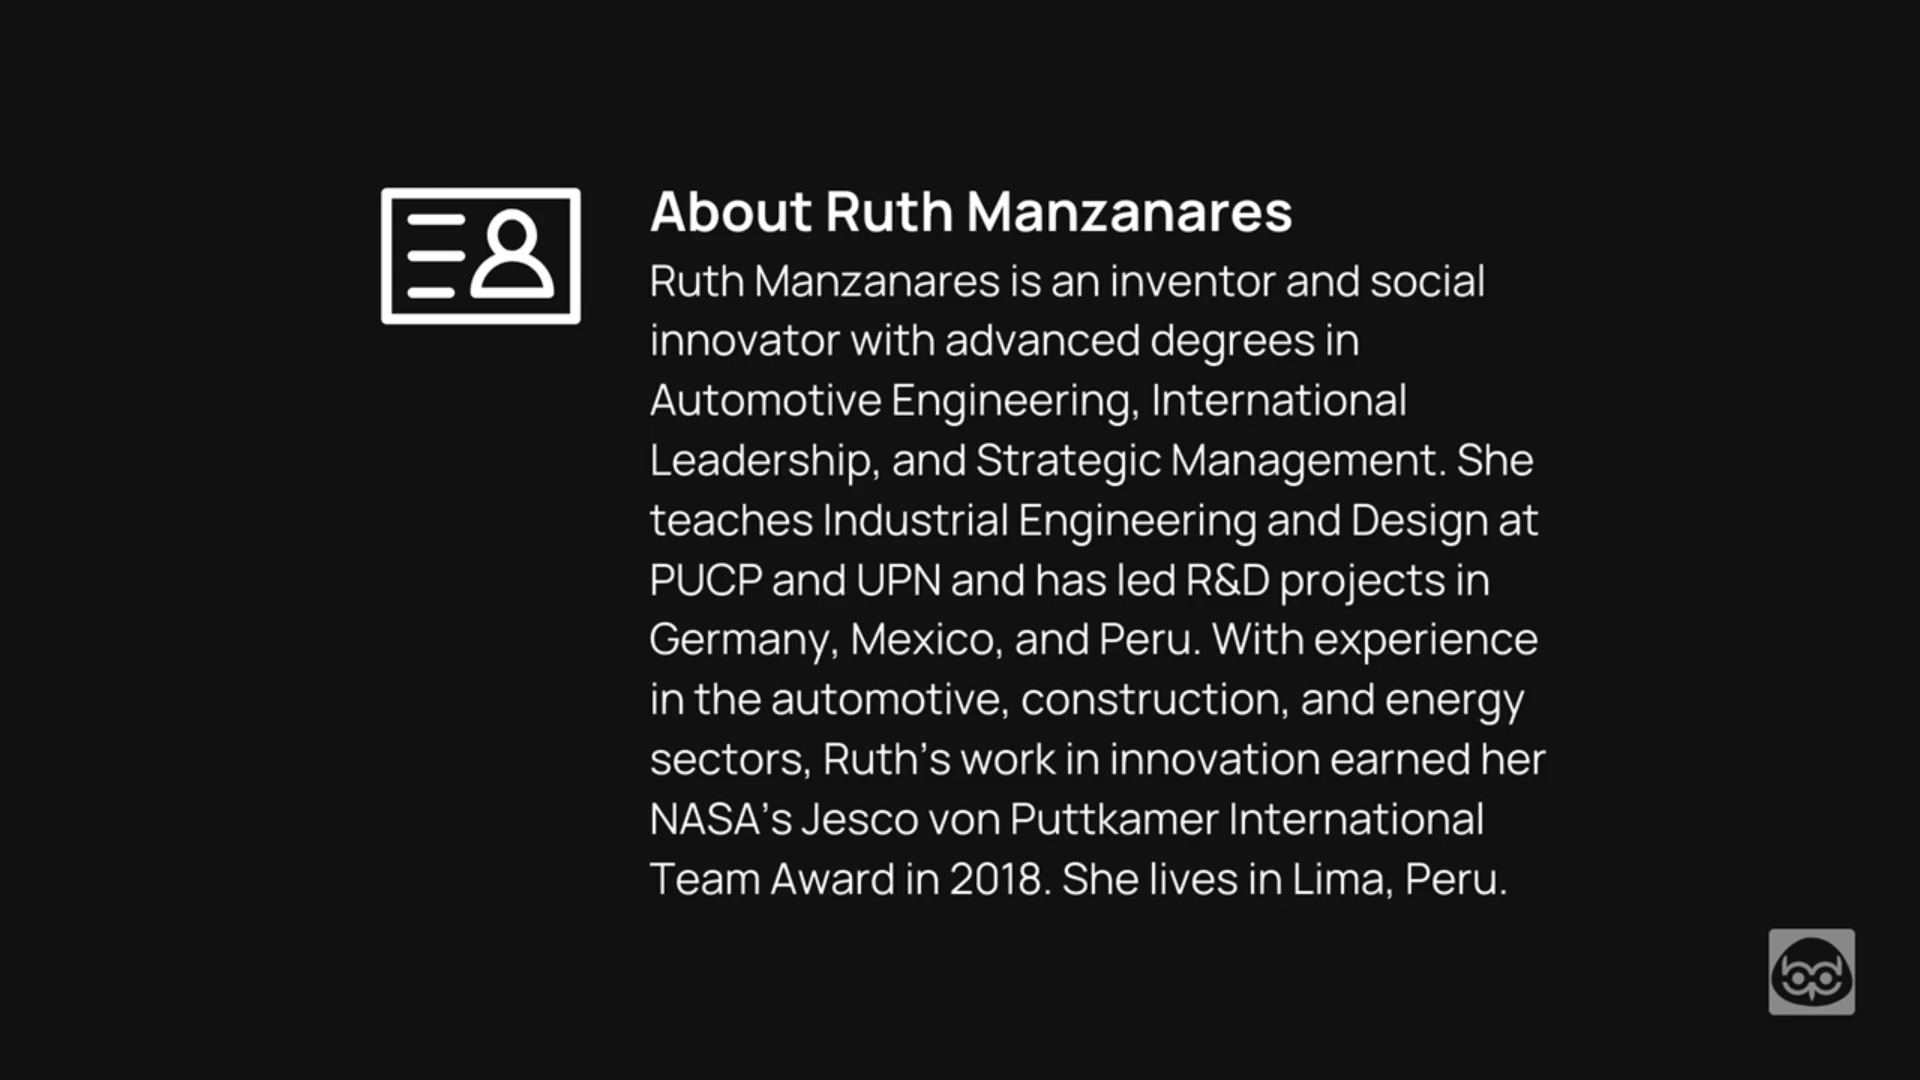 About Ruth Manzanares
Ruth Manzanares is an inventor and social
innovator with advanced degrees in
Automotive Engineering, International
Leadership, and Strategic Management. She
teaches Industrial Engineering and Design at
PUCP and UPN and has led R&D projects in
Germany, Mexico, and Peru. With experience
in the automotive, construction, and energy
sectors, Ruth’s work in innovation earned her
NASA’s Jesco von Puttkamer International
Team Award in 2018. She lives in Lima, Peru.